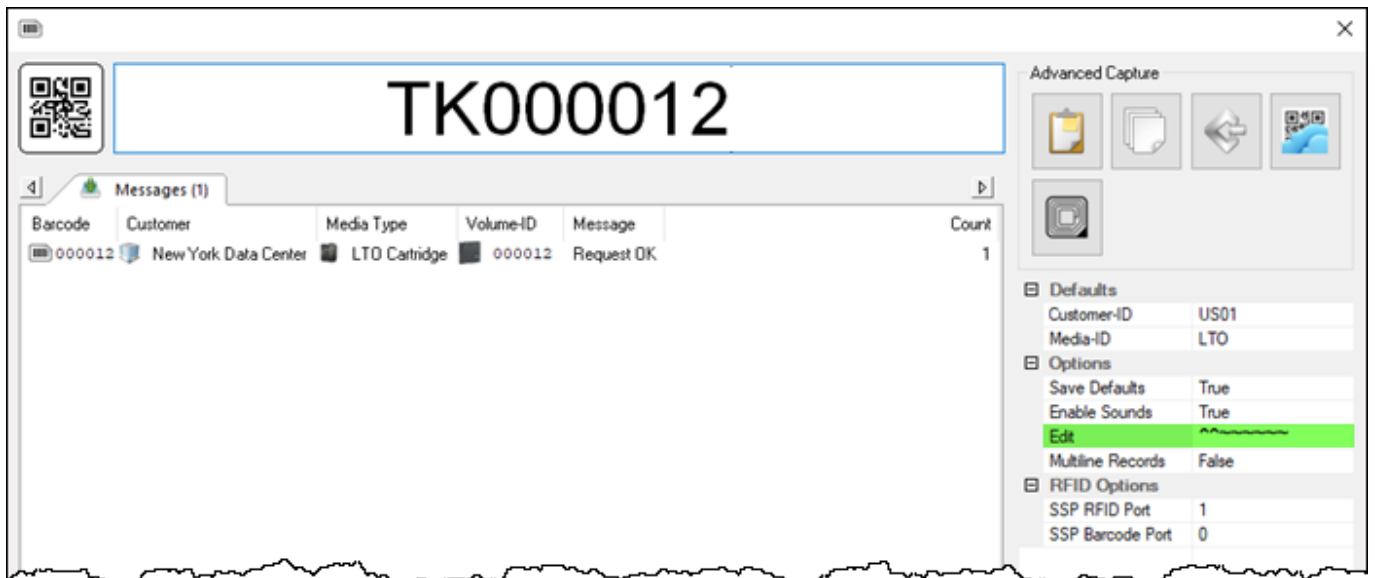 TK000012
Advanced Capture
Messages (1)
Barcode Customer Media Type Volume-ID Message Count
000012 New York Data Center LTO Cartridge 000012 Request OK 1
Defaults
Customer-ID US01
Media-ID LTO
Options
Save Defaults True
Enable Sounds True
Edit ^^~~~~~~
Multiline Records False
RFID Options
SSP RFID Port 1
SSP Barcode Port 0